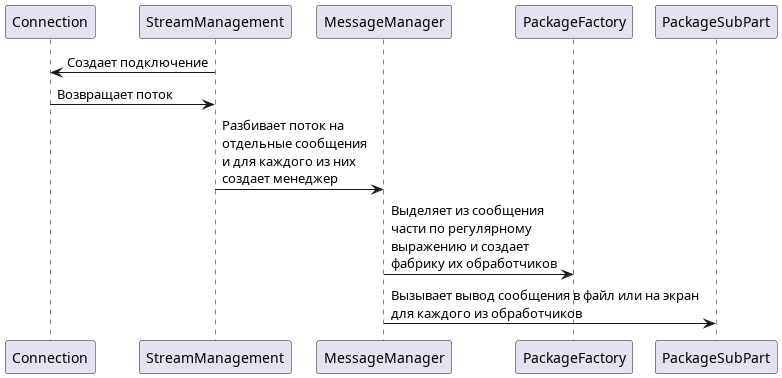 Connection StreamManagement MessageManager PackageFactory PackageSubPart
Создает подключение
Возвращает поток
Разбивает поток на
отдельные сообщения
и для каждого из них
создает менеджер
Выделяет из сообщения
части по регулярному
выражению и создает
фабрику их обработчиков
Вызывает вывод сообщения в файл или на экран
для каждого из обработчиков
Connection StreamManagement MessageManager PackageFactory PackageSubPart